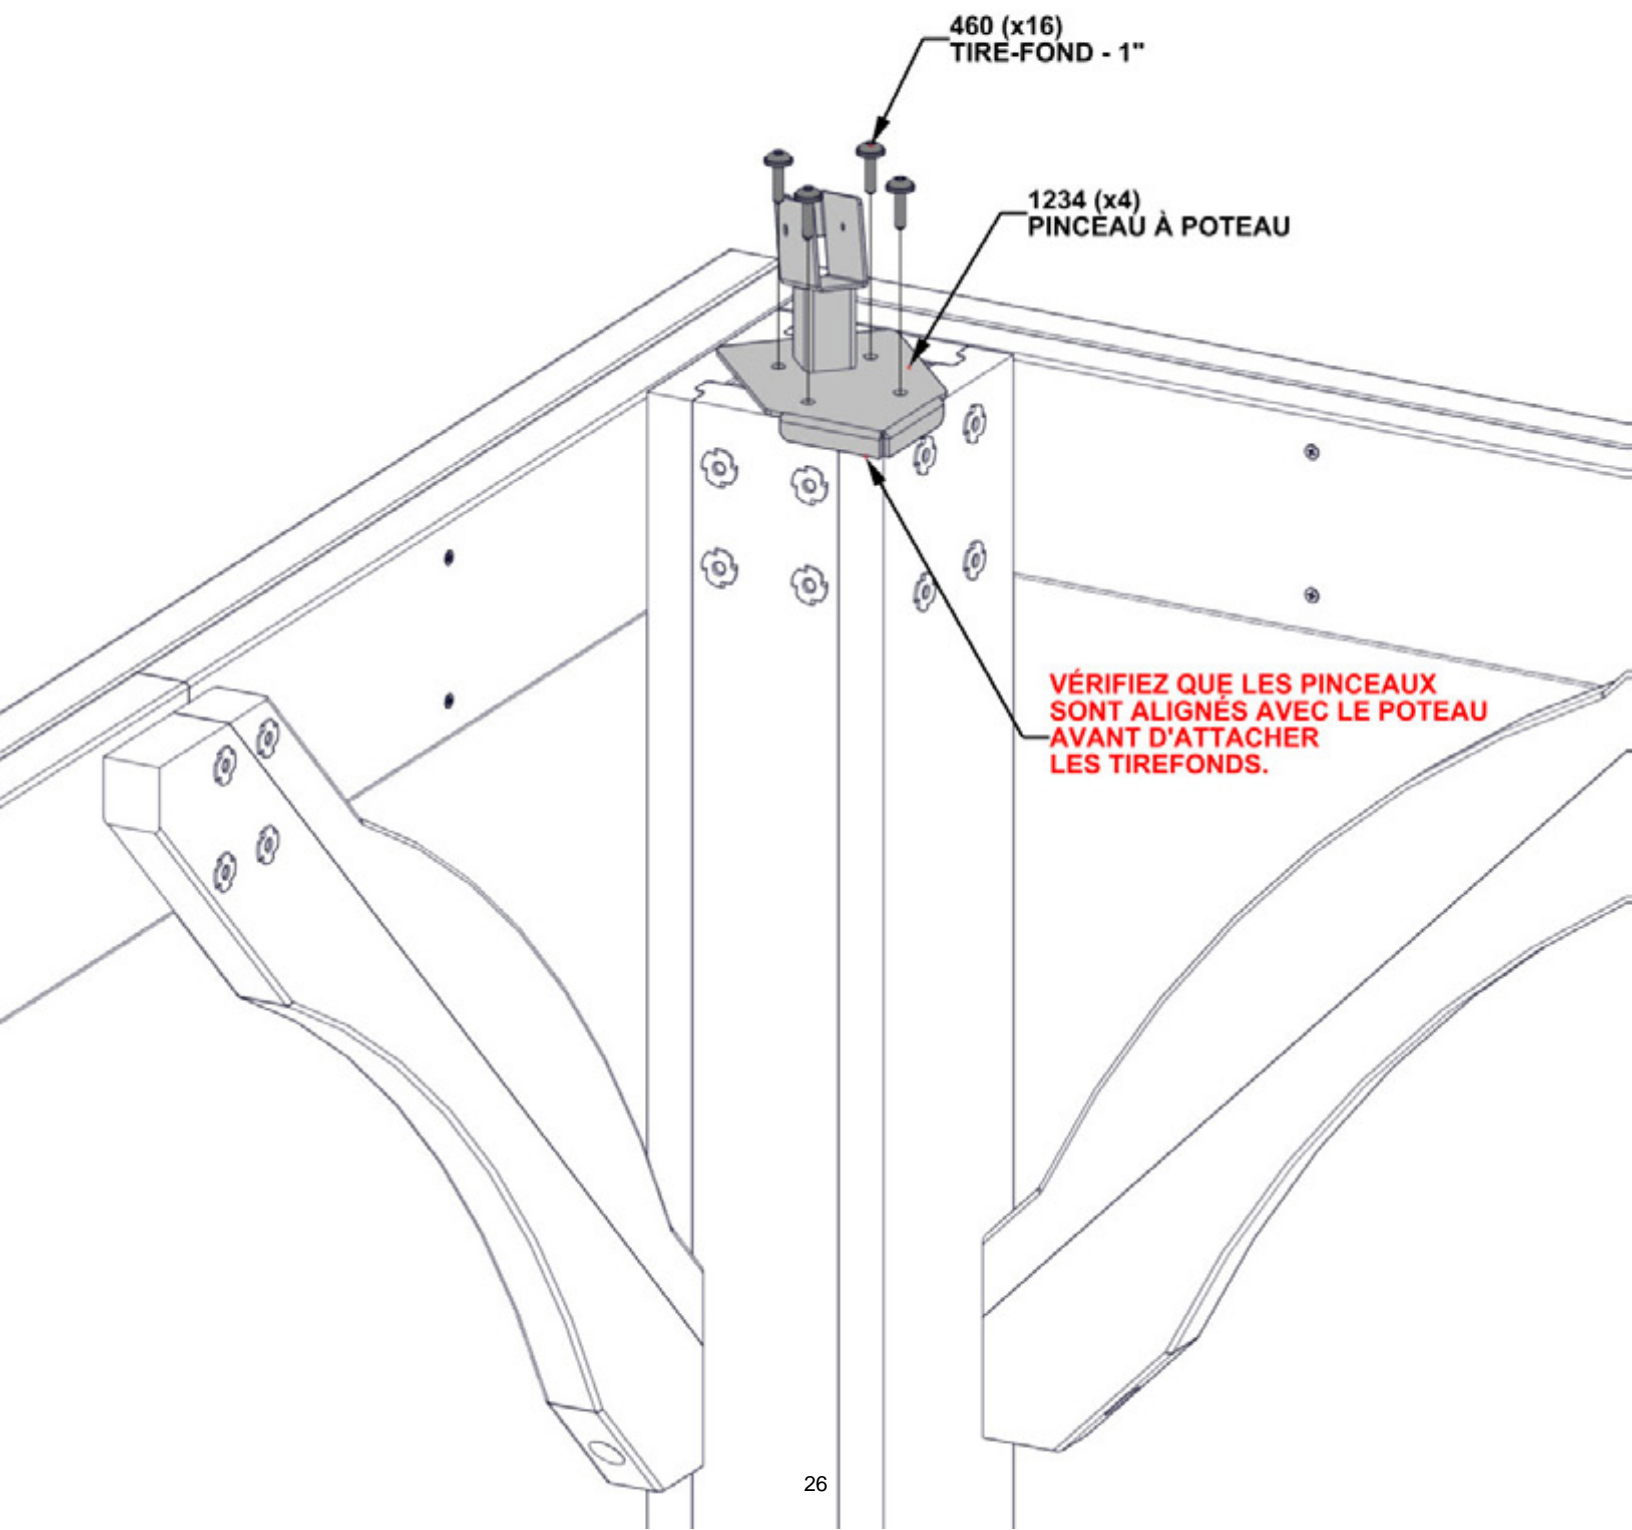 460 (x16)
TIRE-FOND - 1"
1234 (x4)
PINCEAU À POTEAU
VÉRIFIEZ QUE LES PINCEAUX
SONT ALIGNÉS AVEC LE POTEAU
AVANT D'ATTACHER
LES TIREFONDS.
26